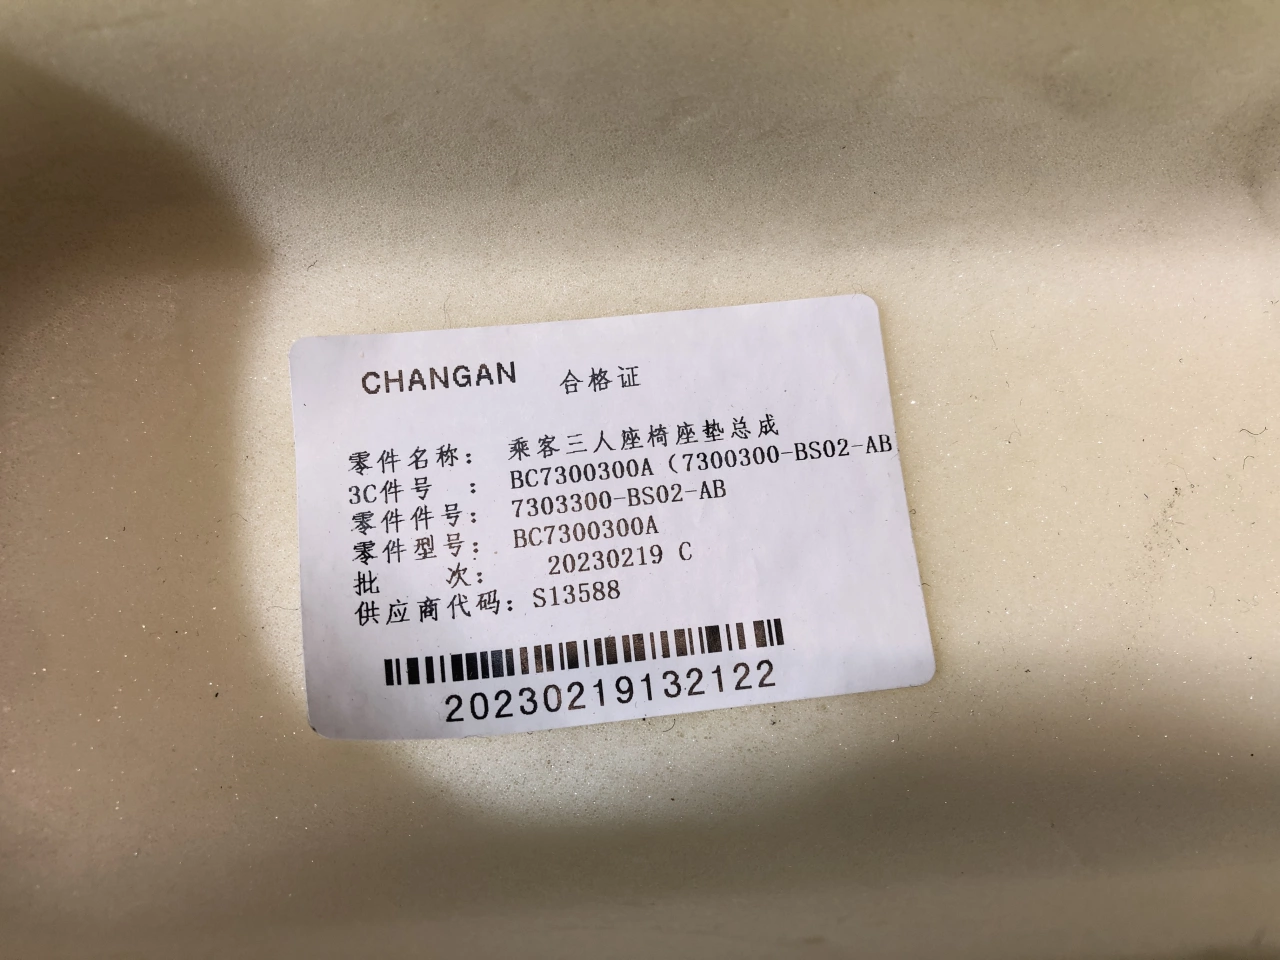 CHANGAN 合格证
零件名称： 乘客三人座椅座垫总成
3C件号 ： BC7300300A（7300300-BS02-AB
零件件号： 7303300-BS02-AB
零件型号： BC7300300A
批 次： 20230219 C
供应商代码：S13588
20230219132122